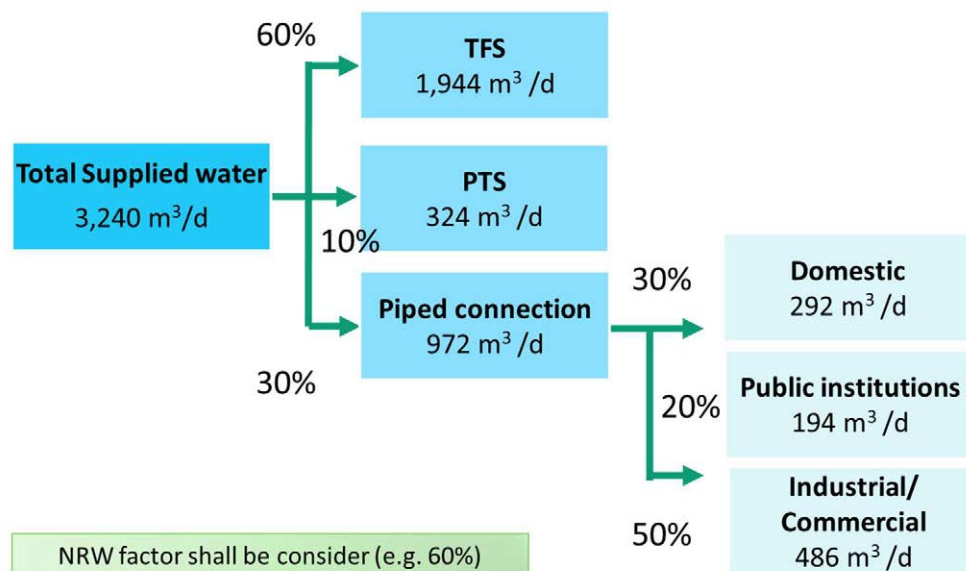 60%
TFS
1,944 m³ /d
Total Supplied water
3,240 m³/d
PTS
324 m³ /d
10%
Piped connection
972 m³ /d
30%
30%
Domestic
292 m³ /d
20%
Public institutions
194 m³ /d
50%
Industrial/
Commercial
486 m³ /d
NRW factor shall be consider (e.g. 60%)